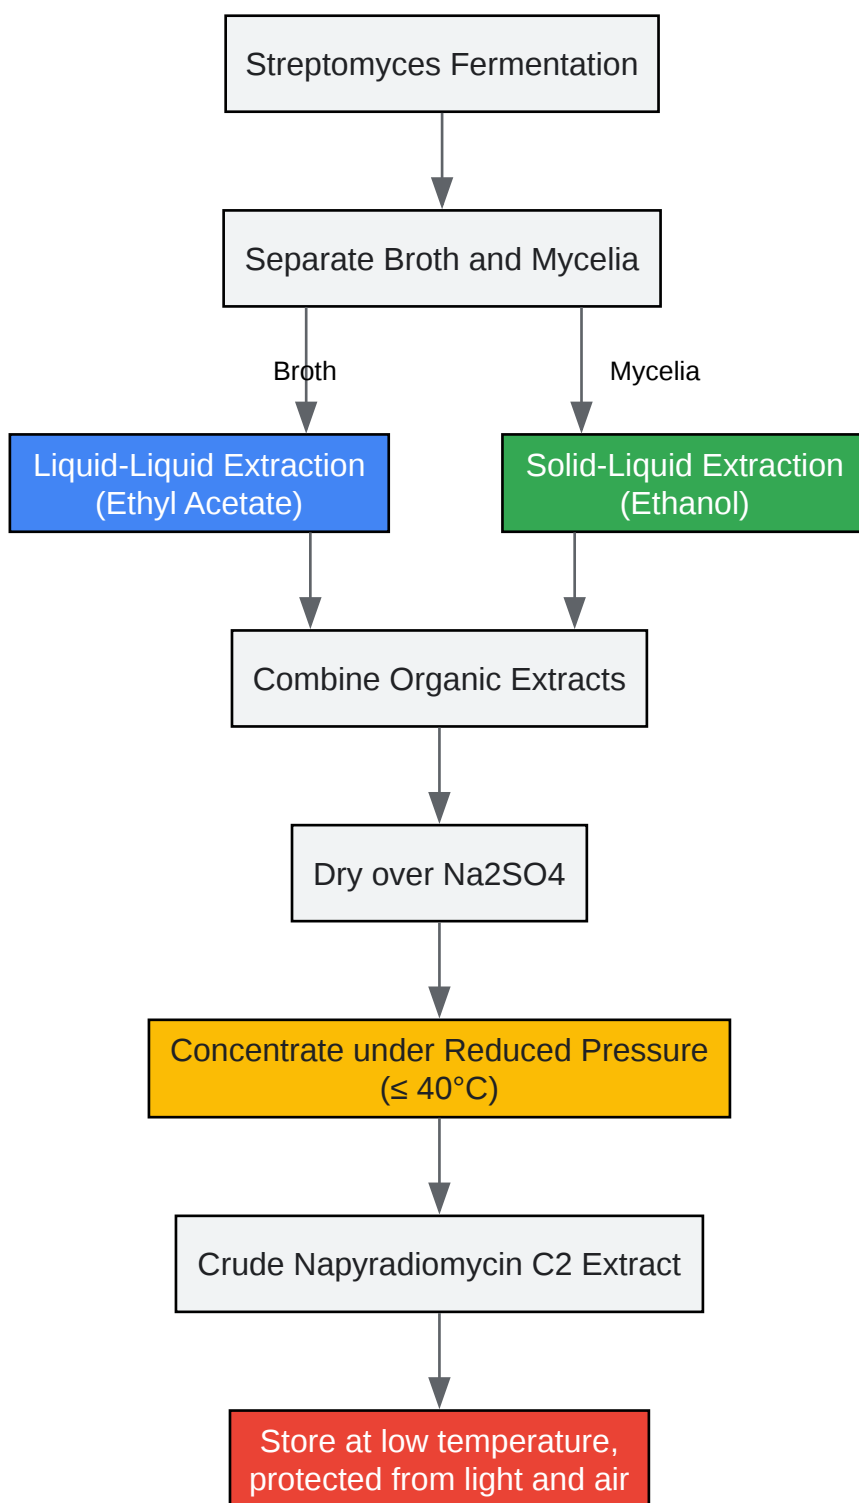 Streptomyces Fermentation
Separate Broth and Mycelia
Broth
Mycelia
Liquid-Liquid Extraction
(Ethyl Acetate)
Solid-Liquid Extraction
(Ethanol)
Combine Organic Extracts
Dry over Na2SO4
Concentrate under Reduced Pressure
(≤ 40°C)
Crude Napyradiomycin C2 Extract
Store at low temperature,
protected from light and air